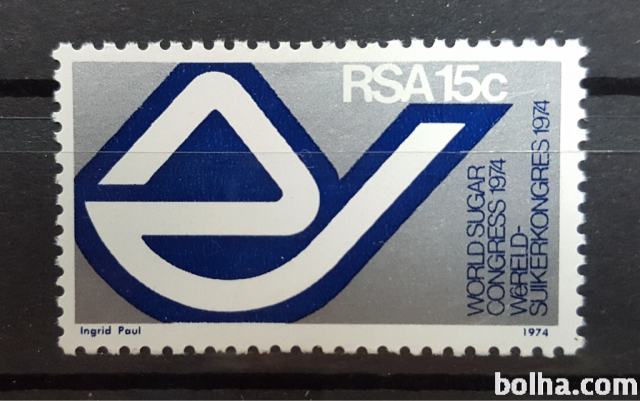 RSA 15c
WORLD SUGAR
CONGRESS 1974
WêRELD-
SUIKERKONGRES 1974
Ingrid Paul
1974
bolha.com